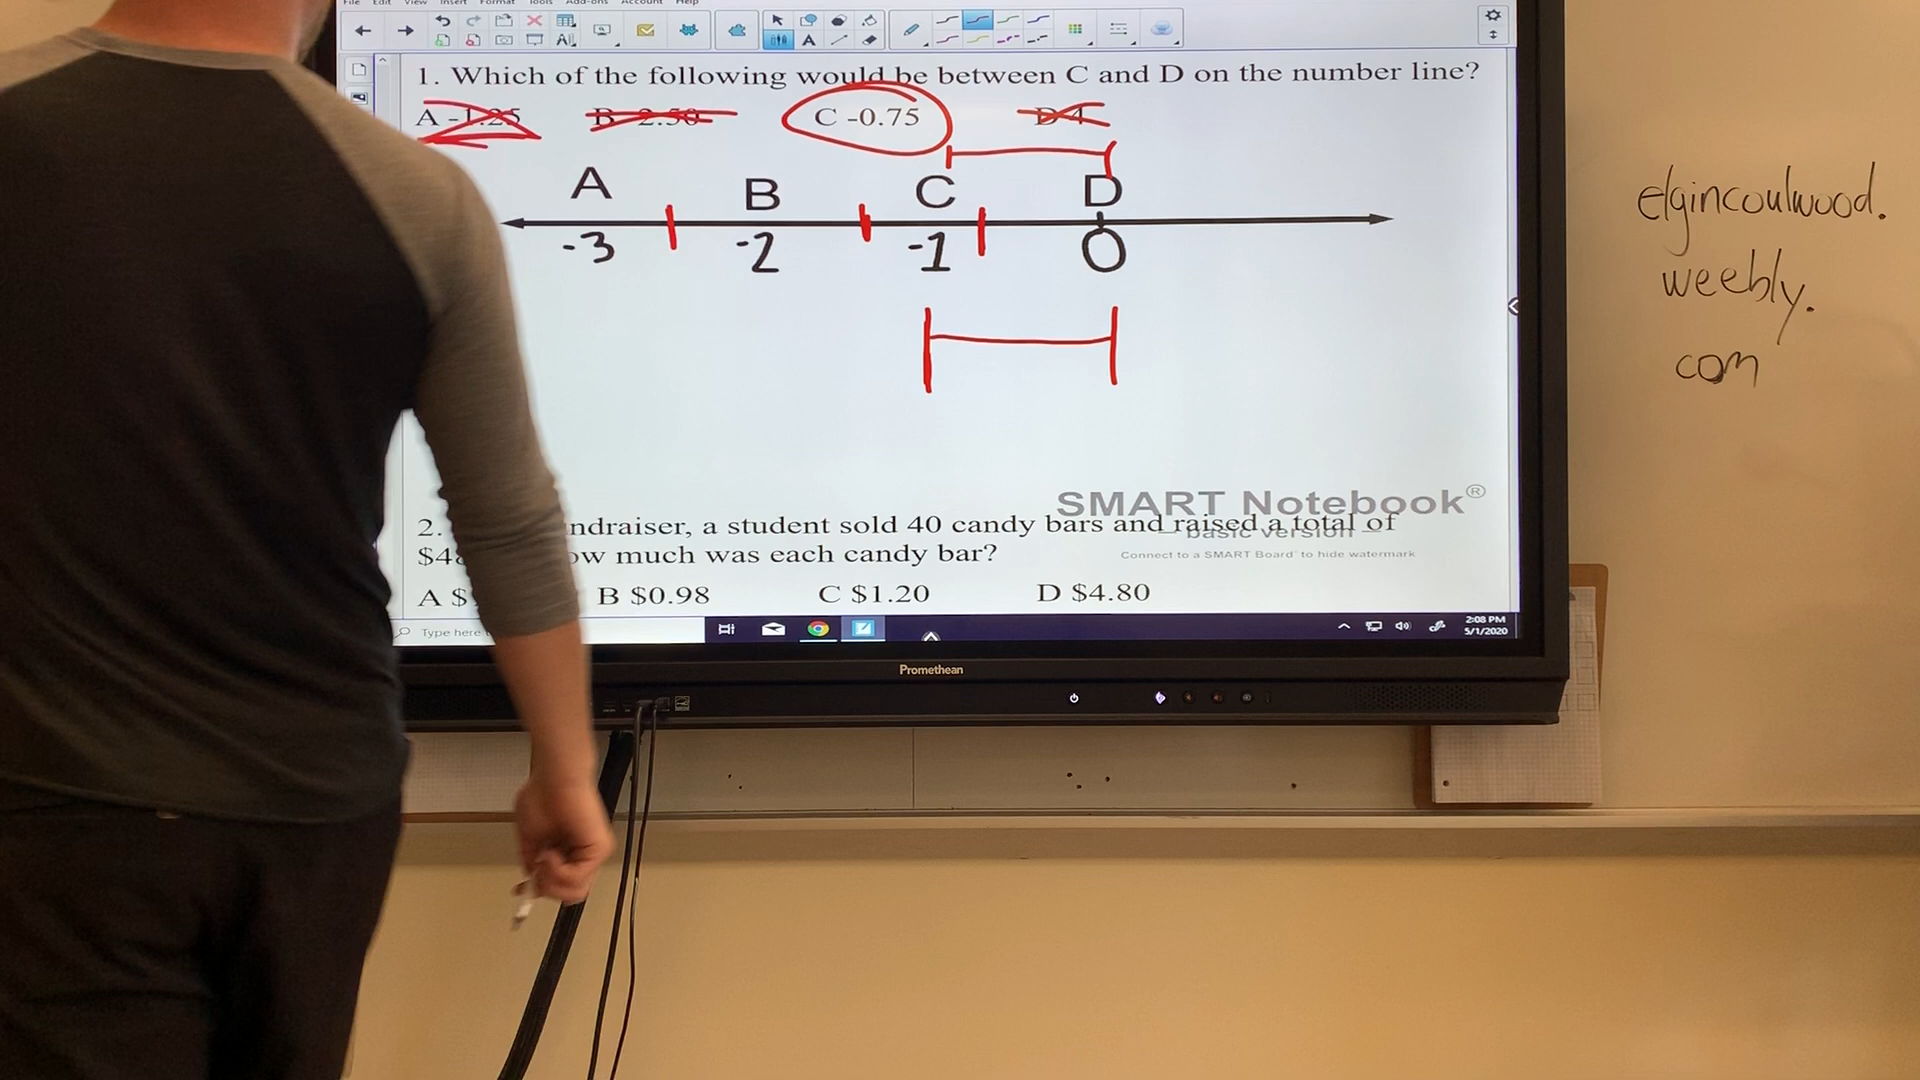 File Edit View Insert Format Tools Add-ons Account Help
1. Which of the following would be between C and D on the number line?
A -1.25 B -2.50 C -0.75 D 4
A B C D
-3 -2 -1 0
elgincoulwood.
weebly.
com
SMART Notebook®
basic version
Connect to a SMART Board to hide watermark
2. ndraiser, a student sold 40 candy bars and raised a total of
$4 ow much was each candy bar?
A $ B $0.98 C $1.20 D $4.80
Type here
2:08 PM
5/1/2020
Promethean